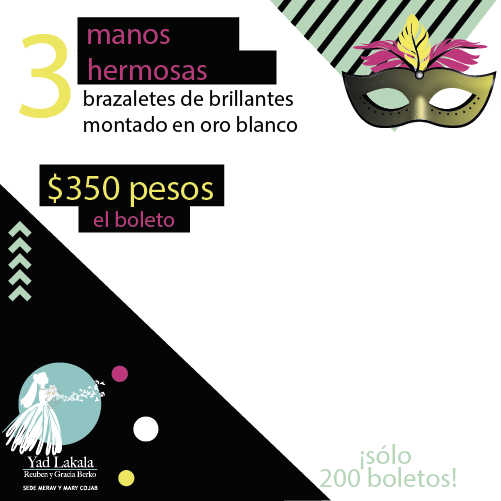 3 manos
hermosas
brazaletes de brillantes
montado en oro blanco
$350 pesos
el boleto
Yad Lakala
Reuben y Gracia Berko
SEDE MERAV Y MARY COJAB
¡sólo
200 boletos!